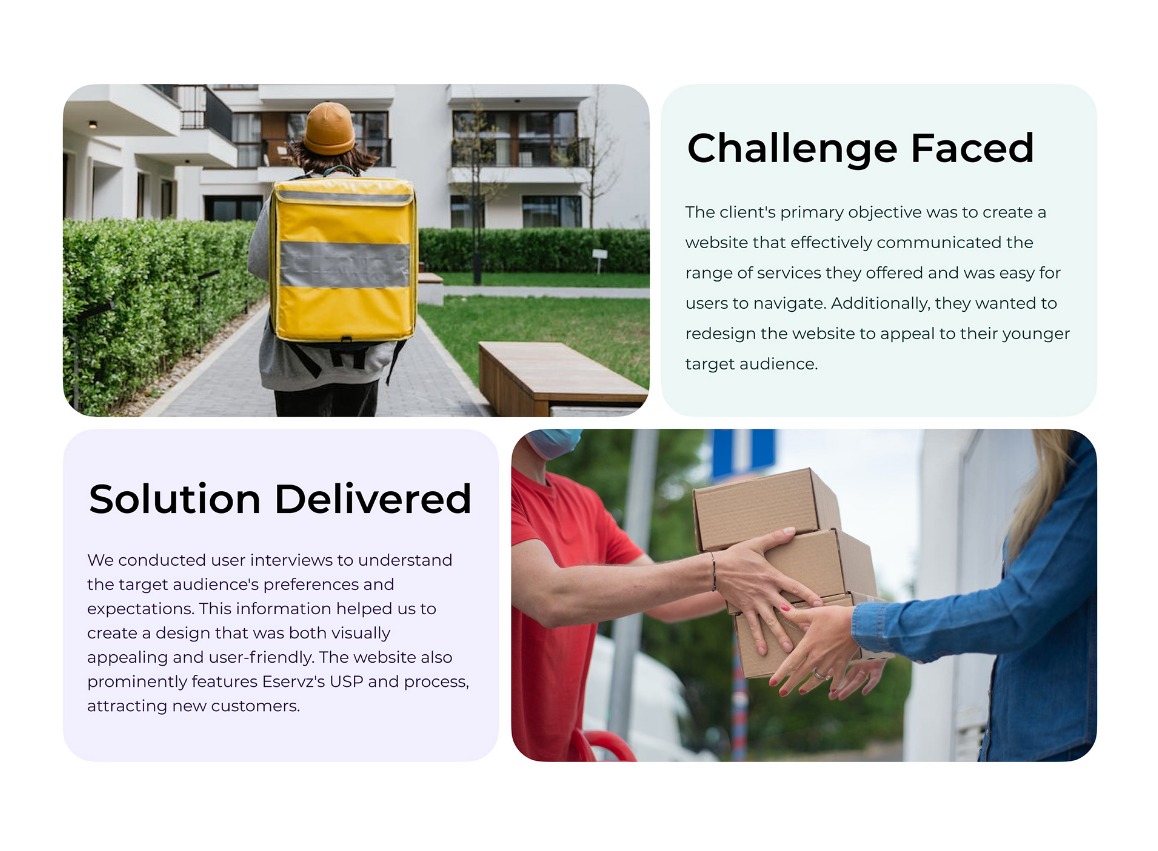 Challenge Faced
The client's primary objective was to create a
website that effectively communicated the
range of services they offered and was easy for
users to navigate. Additionally, they wanted to
redesign the website to appeal to their younger
target audience.
Solution Delivered
We conducted user interviews to understand
the target audience's preferences and
expectations. This information helped us to
create a design that was both visually
appealing and user-friendly. The website also
prominently features Eservz's USP and process,
attracting new customers.